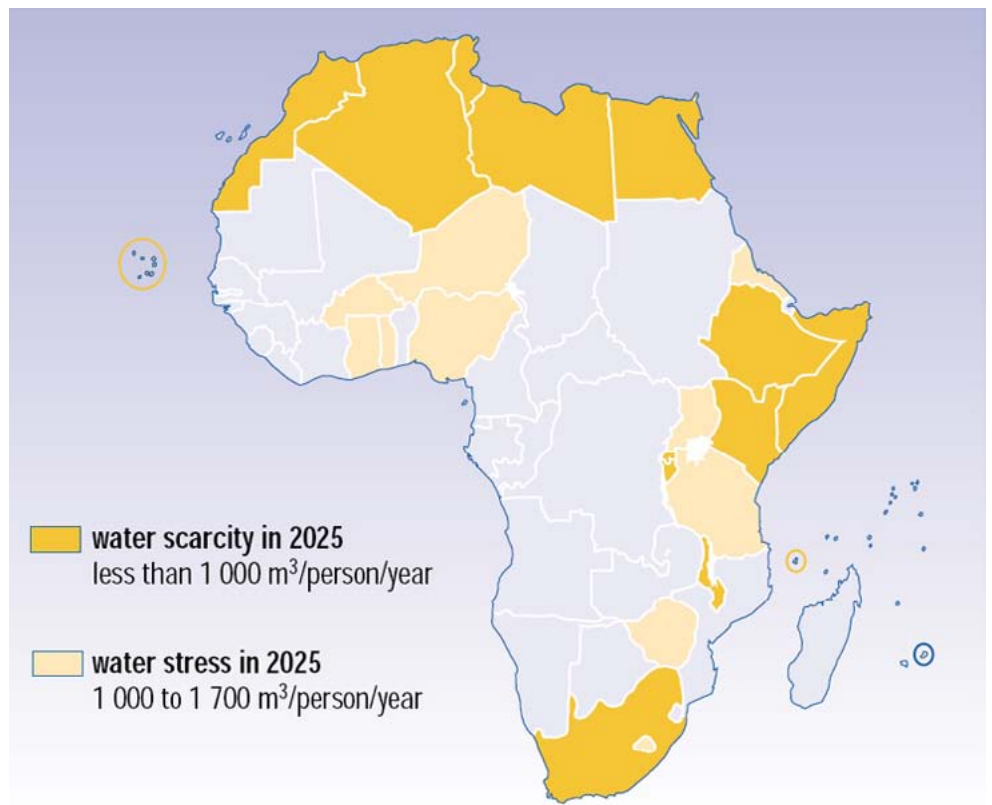 water scarcity in 2025
less than 1 000 m³/person/year
water stress in 2025
1 000 to 1 700 m³/person/year